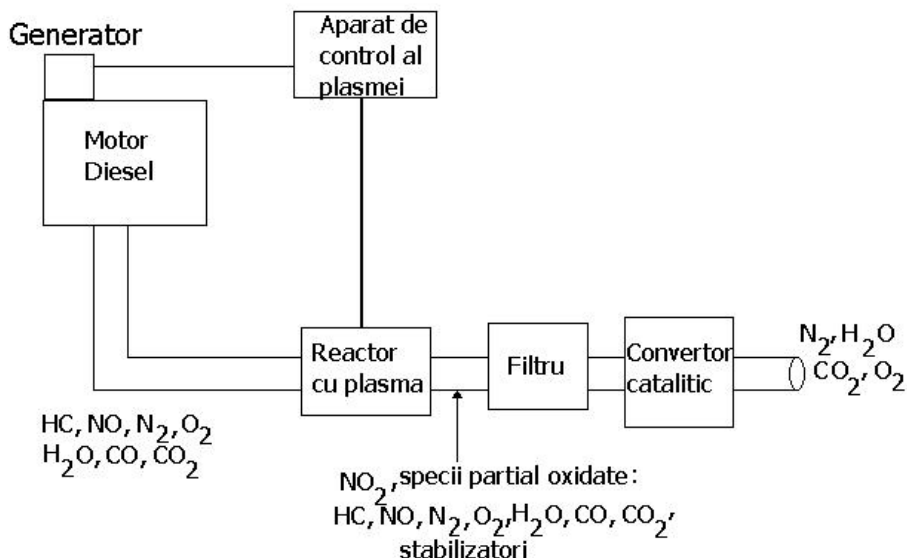 Generator
Aparat de
control al
plasmei
Motor
Diesel
Reactor
cu plasma
Filtru
Convertor
catalitic
N₂, H₂O
CO₂, O₂
HC, NO, N₂, O₂
H₂O, CO, CO₂
NO₂, specii partial oxidate:
HC, NO, N₂, O₂, H₂O, CO, CO₂,
stabilizatori